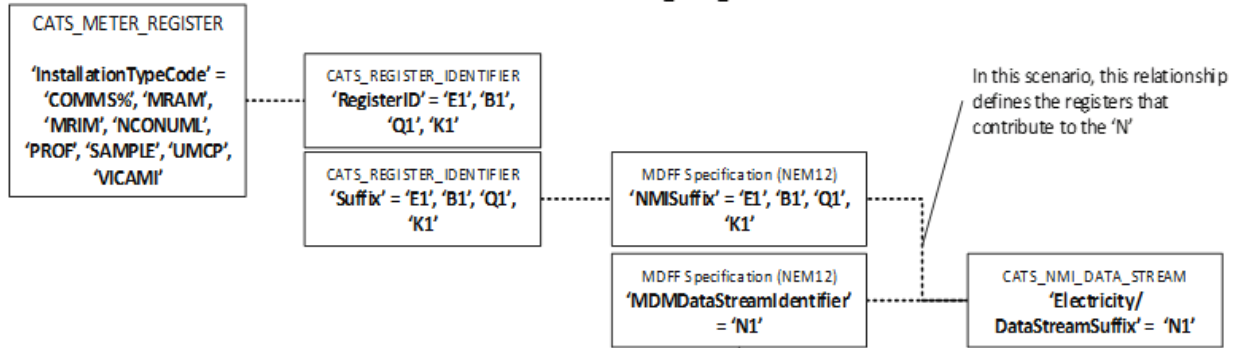 CATS_METER_REGISTER
‘InstallationTypeCode’ =
‘COMMS%’, ‘MRAM’,
‘MRIM’, ‘NCONUML’,
‘PROF’, ‘SAMPLE’, ‘UMCP’,
‘VICAMI’
CATS_REGISTER_IDENTIFIER
‘RegisterID’ = ‘E1’, ‘B1’,
‘Q1’, ‘K1’
CATS_REGISTER_IDENTIFIER
‘Suffix’ = ‘E1’, ‘B1’, ‘Q1’,
‘K1’
MDFF Specification (NEM12)
‘NMISuffix’ = ‘E1’, ‘B1’, ‘Q1’,
‘K1’
MDFF Specification (NEM12)
‘MDMDataStreamIdentifier’
= ‘N1’
In this scenario, this relationship
defines the registers that
contribute to the ‘N’
CATS_NMI_DATA_STREAM
‘Electricity/
DataStreamSuffix’ = ‘N1’